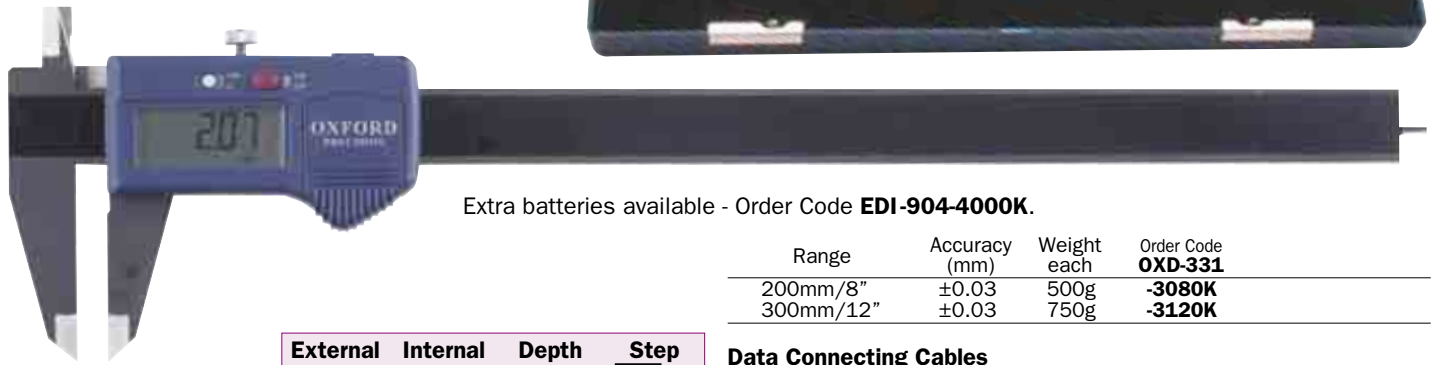 2.07
OXFORD
PRECISION
Extra batteries available - Order Code EDI-904-4000K.
Range Accuracy (mm) Weight each Order Code OXD-331
200mm/8” ±0.03 500g -3080K
300mm/12” ±0.03 750g -3120K
External Internal Depth Step
Data Connecting Cables